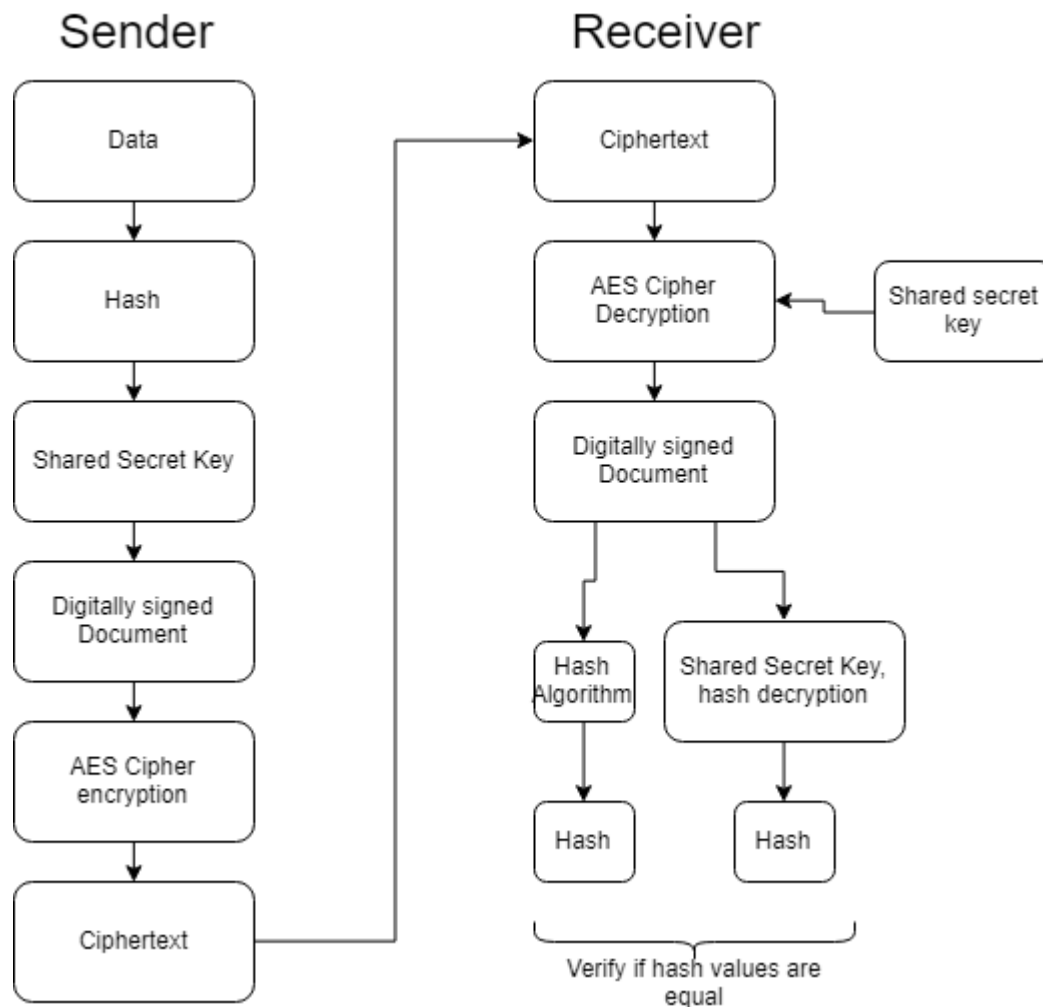 Sender
Data
Hash
Shared Secret Key
Digitally signed
Document
AES Cipher
encryption
Ciphertext
Receiver
Ciphertext
AES Cipher
Decryption
Shared secret
key
Digitally signed
Document
Hash
Algorithm
Shared Secret Key,
hash decryption
Hash
Hash
Verify if hash values are
equal